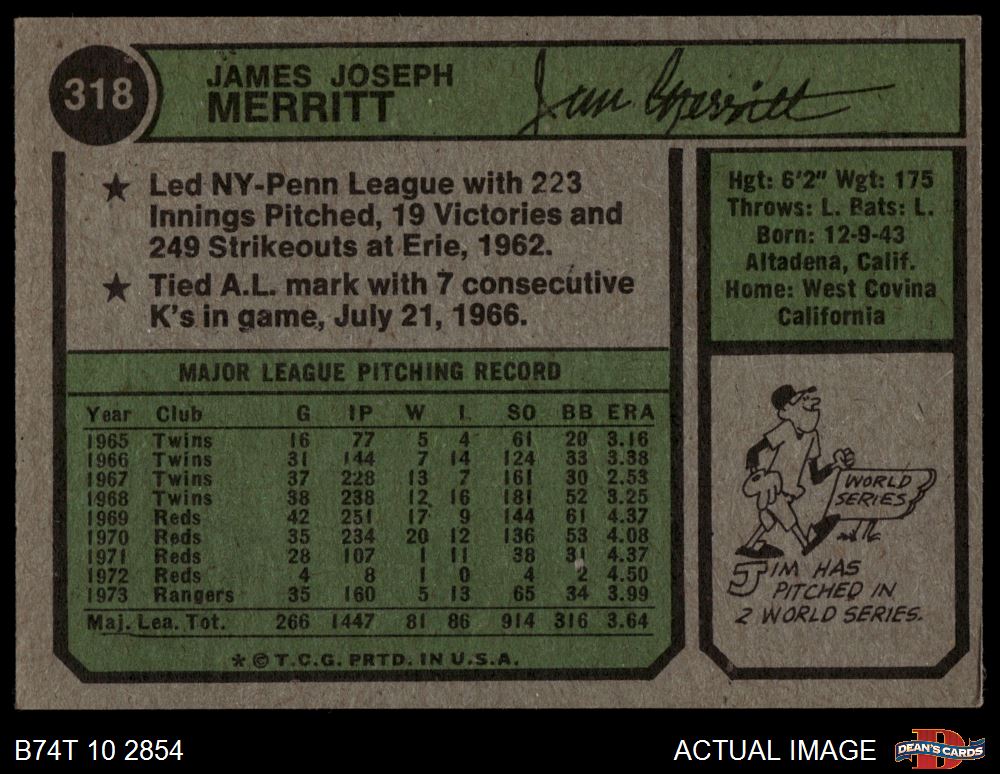 318
JAMES JOSEPH
MERRITT
Jim Merritt
★ Led NY-Penn League with 223
Innings Pitched, 19 Victories and
249 Strikeouts at Erie, 1962.
★ Tied A.L. mark with 7 consecutive
K's in game, July 21, 1966.
Hgt: 6'2" Wgt: 175
Throws: L. Bats: L.
Born: 12-9-43
Altadena, Calif.
Home: West Covina
California
MAJOR LEAGUE PITCHING RECORD
Year Club G IP W L SO BB ERA
1965 Twins 16 77 5 4 61 20 3.16
1966 Twins 31 144 7 14 124 33 3.38
1967 Twins 37 228 13 7 161 30 2.53
1968 Twins 38 238 12 16 181 52 3.25
1969 Reds 42 251 17 9 144 61 4.37
1970 Reds 35 234 20 12 136 53 4.08
1971 Reds 28 107 1 11 38 31 4.37
1972 Reds 4 8 1 0 4 2 4.50
1973 Rangers 35 160 5 13 65 34 3.99
Maj. Lea. Tot. 266 1447 81 86 914 316 3.64
* © T.C.G. PRTD. IN U.S.A.
WORLD
SERIES
JIM HAS
PITCHED IN
2 WORLD SERIES.
B74T 10 2854
ACTUAL IMAGE
DEAN'S CARDS